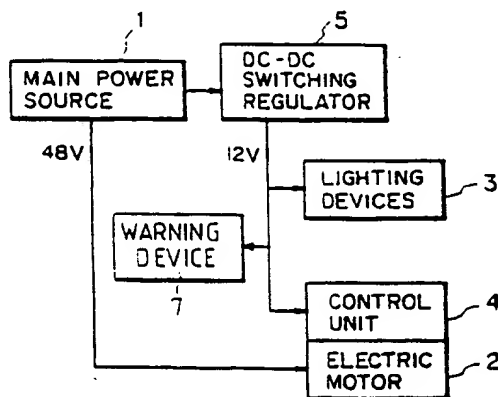 1
5
MAIN POWER
SOURCE
DC-DC
SWITCHING
REGULATOR
48V
12V
LIGHTING
DEVICES
3
WARNING
DEVICE
7
CONTROL
UNIT
4
ELECTRIC
MOTOR
2